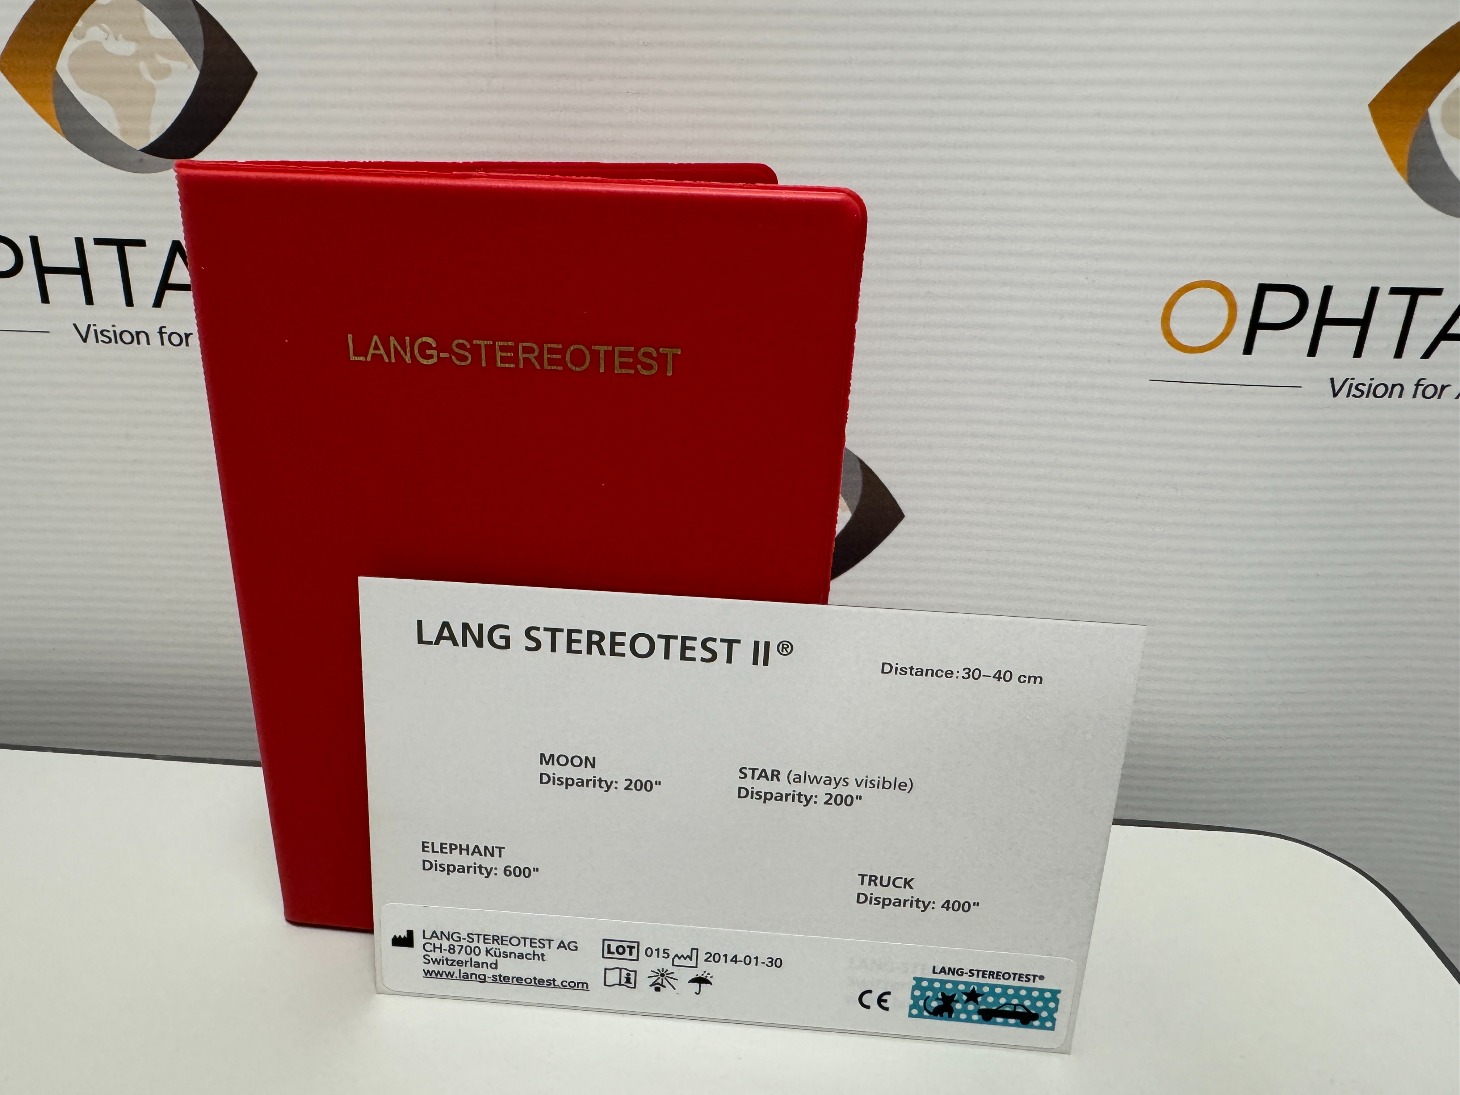 PHTA
Vision for
OPHTA
Vision for
LANG-STEREOTEST
LANG STEREOTEST II®
Distance:30–40 cm
MOON
Disparity: 200"
STAR (always visible)
Disparity: 200"
ELEPHANT
Disparity: 600"
TRUCK
Disparity: 400"
LANG-STEREOTEST AG
CH-8700 Küsnacht
Switzerland
www.lang-stereotest.com
LOT 015 2014-01-30
CE
LANG-STEREOTEST®